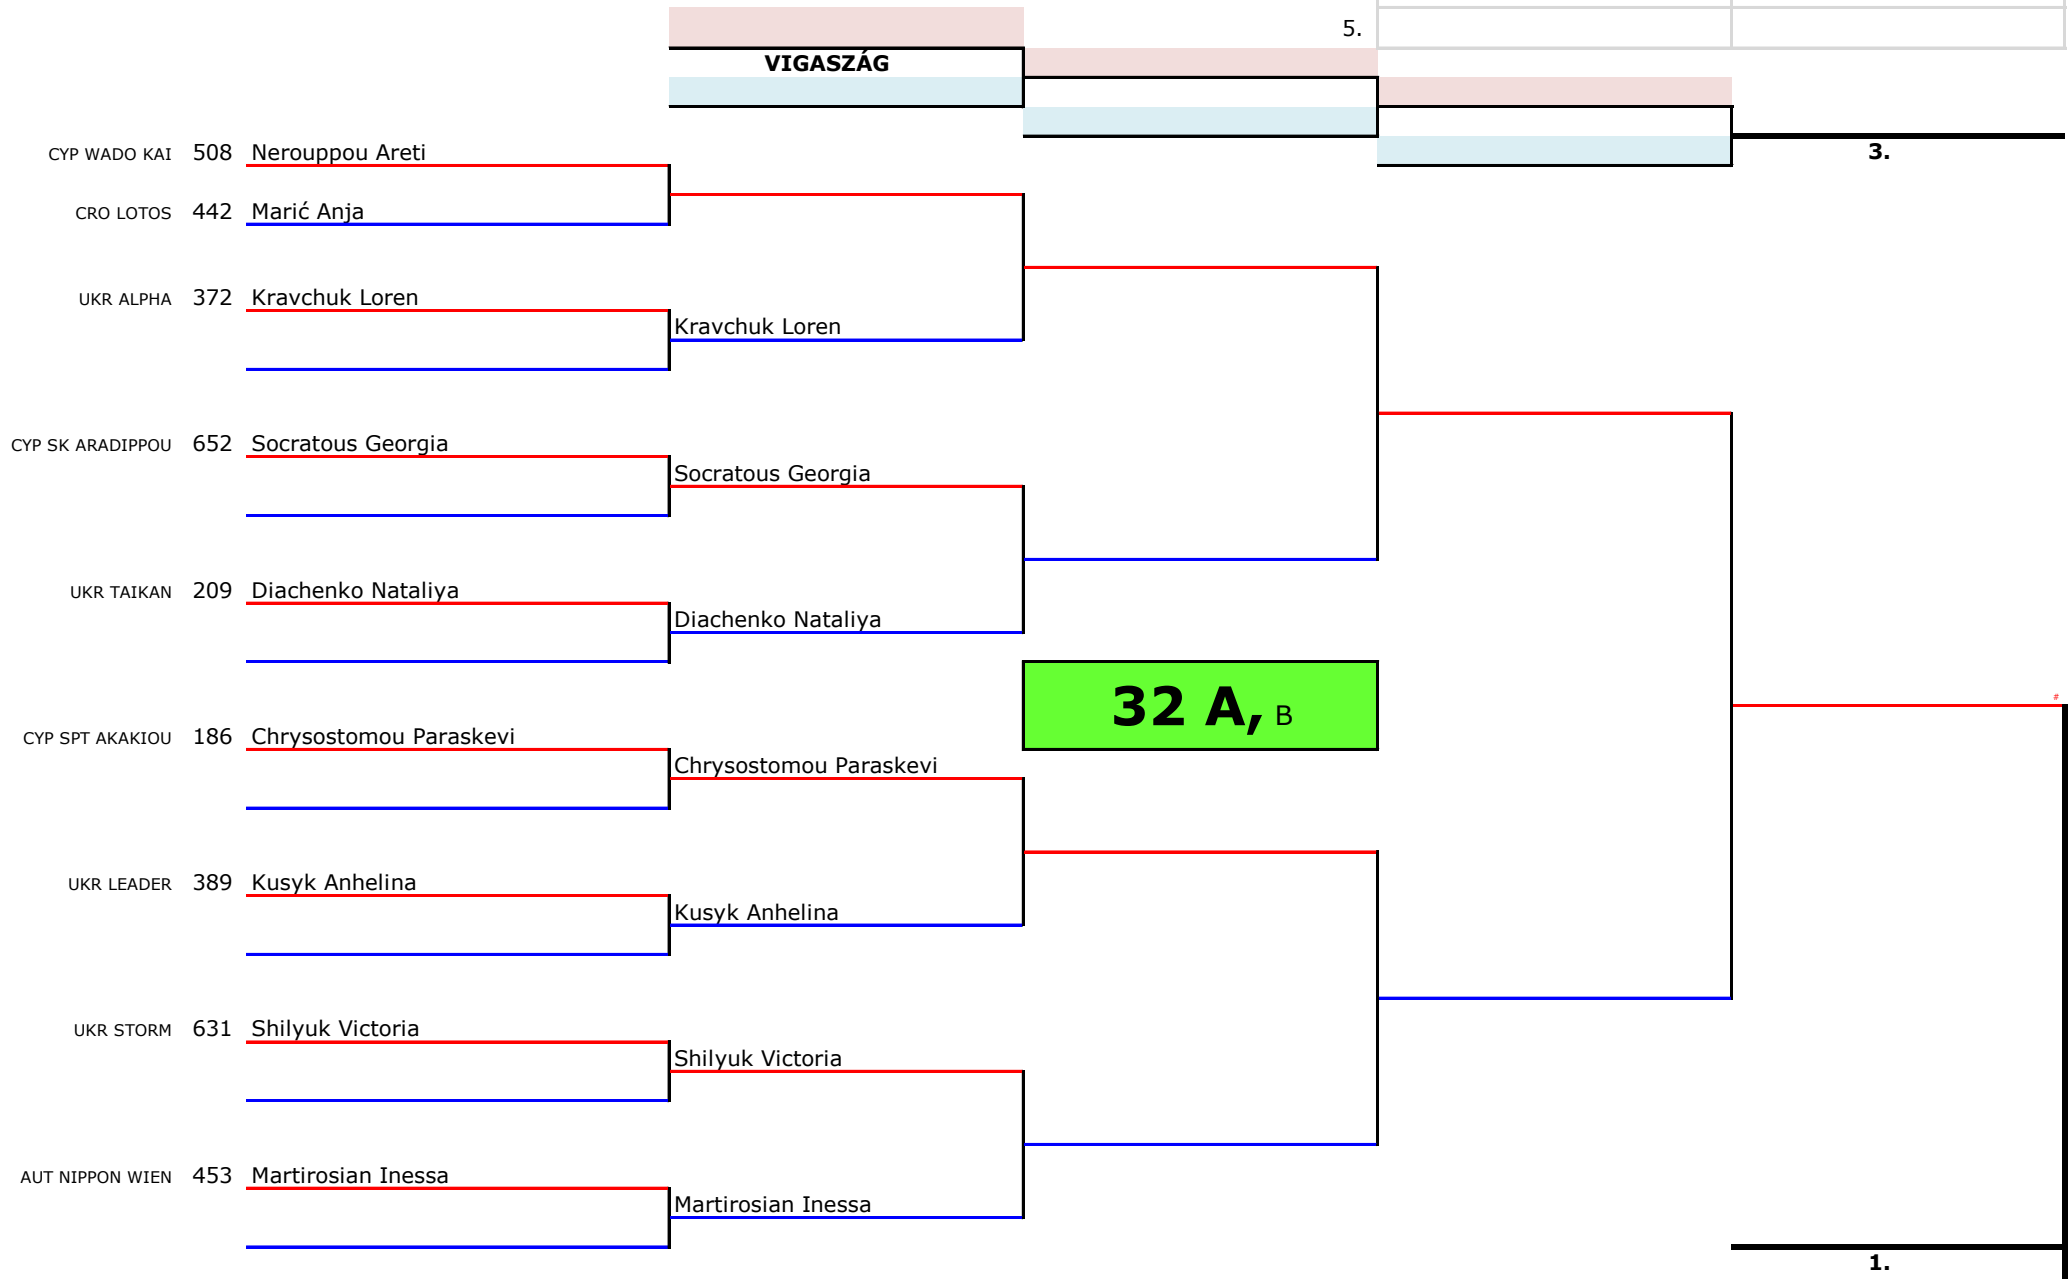 5.
VIGASZÁG
CYP WADO KAI 508 Nerouppou Areti
3.
CRO LOTOS 442 Marić Anja
UKR ALPHA 372 Kravchuk Loren
Kravchuk Loren
CYP SK ARADIPPOU 652 Socratous Georgia
Socratous Georgia
UKR TAIKAN 209 Diachenko Nataliya
Diachenko Nataliya
32 A, B
#
CYP SPT AKAKIOU 186 Chrysostomou Paraskevi
Chrysostomou Paraskevi
UKR LEADER 389 Kusyk Anhelina
Kusyk Anhelina
UKR STORM 631 Shilyuk Victoria
Shilyuk Victoria
AUT NIPPON WIEN 453 Martirosian Inessa
Martirosian Inessa
1.